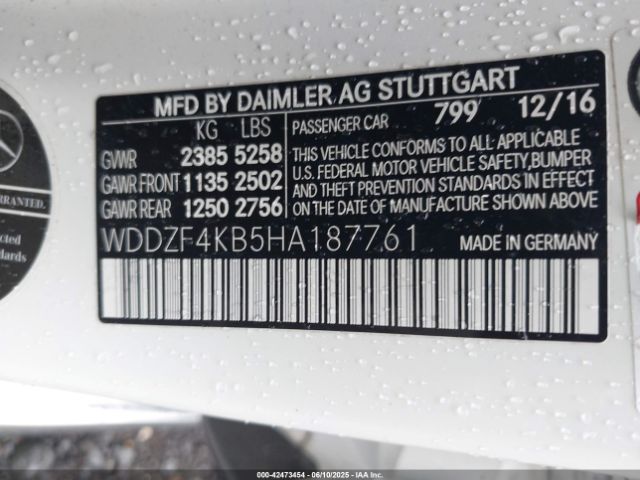 MFD BY DAIMLER AG STUTTGART
KG LBS
GVWR 2385 5258
GAWR FRONT 1135 2502
GAWR REAR 1250 2756
PASSENGER CAR 799 12/16
THIS VEHICLE CONFORMS TO ALL APPLICABLE
U.S. FEDERAL MOTOR VEHICLE SAFETY,BUMPER
AND THEFT PREVENTION STANDARDS IN EFFECT
ON THE DATE OF MANUFACTURE SHOWN ABOVE
WDDZF4KB5HA187761 MADE IN GERMANY
000-42473454 - 06/10/2025 - IAAI.COM